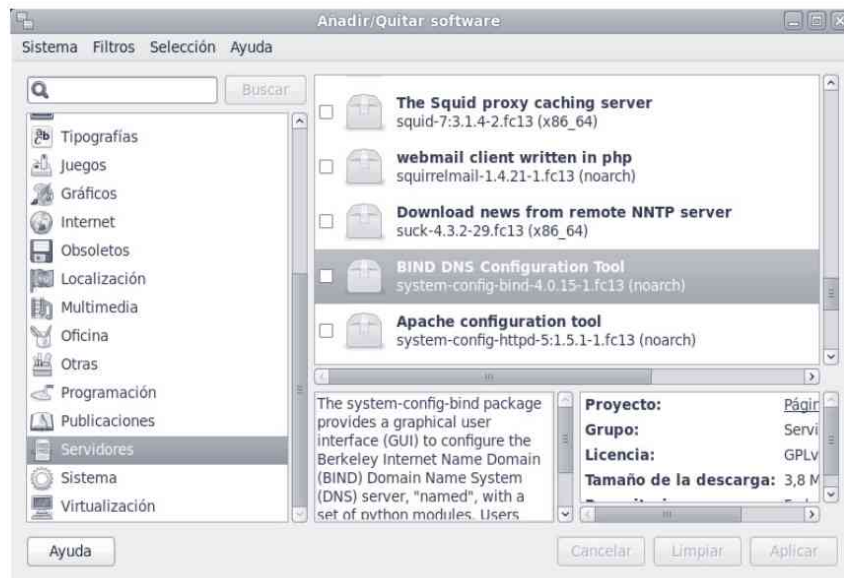 Añadir/Quitar software
Sistema Filtros Selección Ayuda
Buscar
Tipografías
Juegos
Gráficos
Internet
Obsoletos
Localización
Multimedia
Oficina
Otras
Programación
Publicaciones
Servidores
Sistema
Virtualización
The Squid proxy caching server
squid-7:3.1.4-2.fc13 (x86_64)
webmail client written in php
squirrelmail-1.4.21-1.fc13 (noarch)
Download news from remote NNTP server
suck-4.3.2-29.fc13 (x86_64)
BIND DNS Configuration Tool
system-config-bind-4.0.15-1.fc13 (noarch)
Apache configuration tool
system-config-httpd-5:1.5.1-1.fc13 (noarch)
The system-config-bind package
provides a graphical user
interface (GUI) to configure the
Berkeley Internet Name Domain
(BIND) Domain Name System
(DNS) server, "named", with a
set of python modules. Users
Proyecto: Págir
Grupo: Servi
Licencia: GPLv
Tamaño de la descarga: 3,8 M
Ayuda
Cancelar Limpiar Aplicar